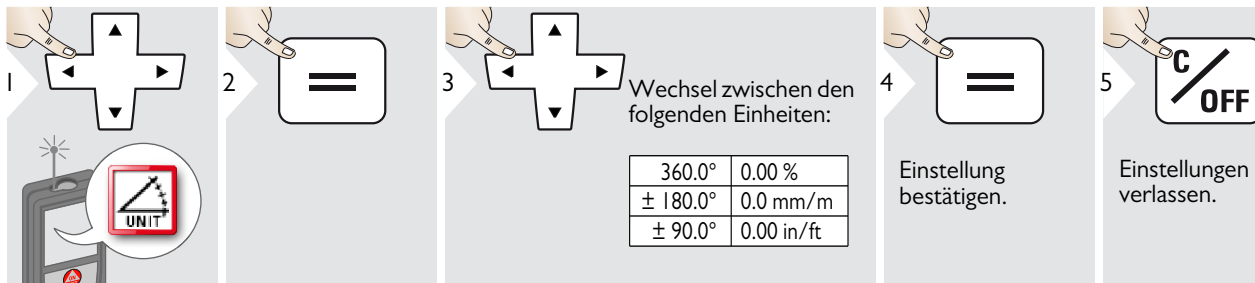 1
UNIT
ON
2
3
Wechsel zwischen den
folgenden Einheiten:
360.0° 0.00 %
± 180.0° 0.0 mm/m
± 90.0° 0.00 in/ft
4
Einstellung
bestätigen.
5
C/OFF
Einstellungen
verlassen.